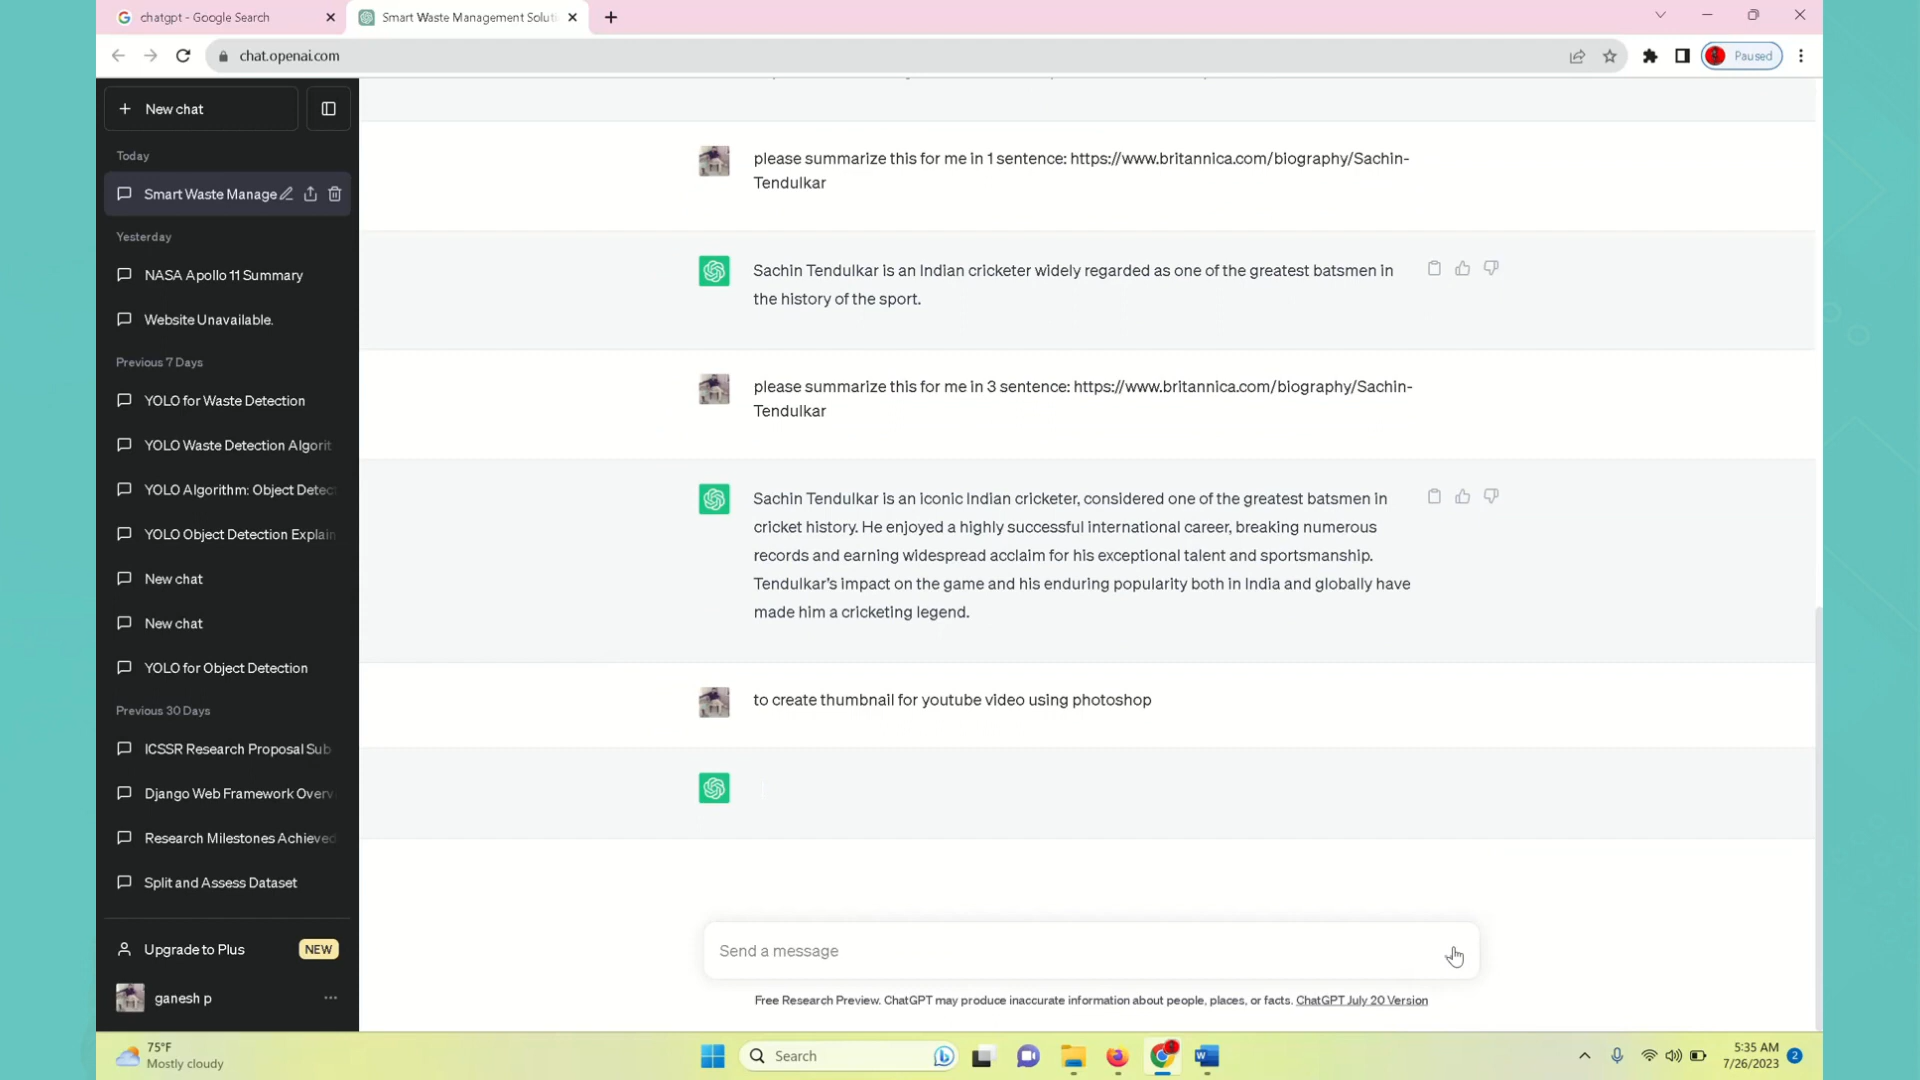 chatgpt - Google Search
Smart Waste Management Soluti
chat.openai.com
Paused
New chat
Today
Smart Waste Manage
Yesterday
NASA Apollo 11 Summary
Website Unavailable.
Previous 7 Days
YOLO for Waste Detection
YOLO Waste Detection Algorit
YOLO Algorithm: Object Detec
YOLO Object Detection Explain
New chat
New chat
YOLO for Object Detection
Previous 30 Days
ICSSR Research Proposal Sub
Django Web Framework Overv
Research Milestones Achieved
Split and Assess Dataset
Upgrade to Plus
NEW
ganesh p
please summarize this for me in 1 sentence: https://www.britannica.com/biography/Sachin-
Tendulkar
Sachin Tendulkar is an Indian cricketer widely regarded as one of the greatest batsmen in
the history of the sport.
please summarize this for me in 3 sentence: https://www.britannica.com/biography/Sachin-
Tendulkar
Sachin Tendulkar is an iconic Indian cricketer, considered one of the greatest batsmen in
cricket history. He enjoyed a highly successful international career, breaking numerous
records and earning widespread acclaim for his exceptional talent and sportsmanship.
Tendulkar's impact on the game and his enduring popularity both in India and globally have
made him a cricketing legend.
to create thumbnail for youtube video using photoshop
Send a message
Free Research Preview. ChatGPT may produce inaccurate information about people, places, or facts. ChatGPT July 20 Version
75°F
Mostly cloudy
Search
5:35 AM
7/26/2023
2